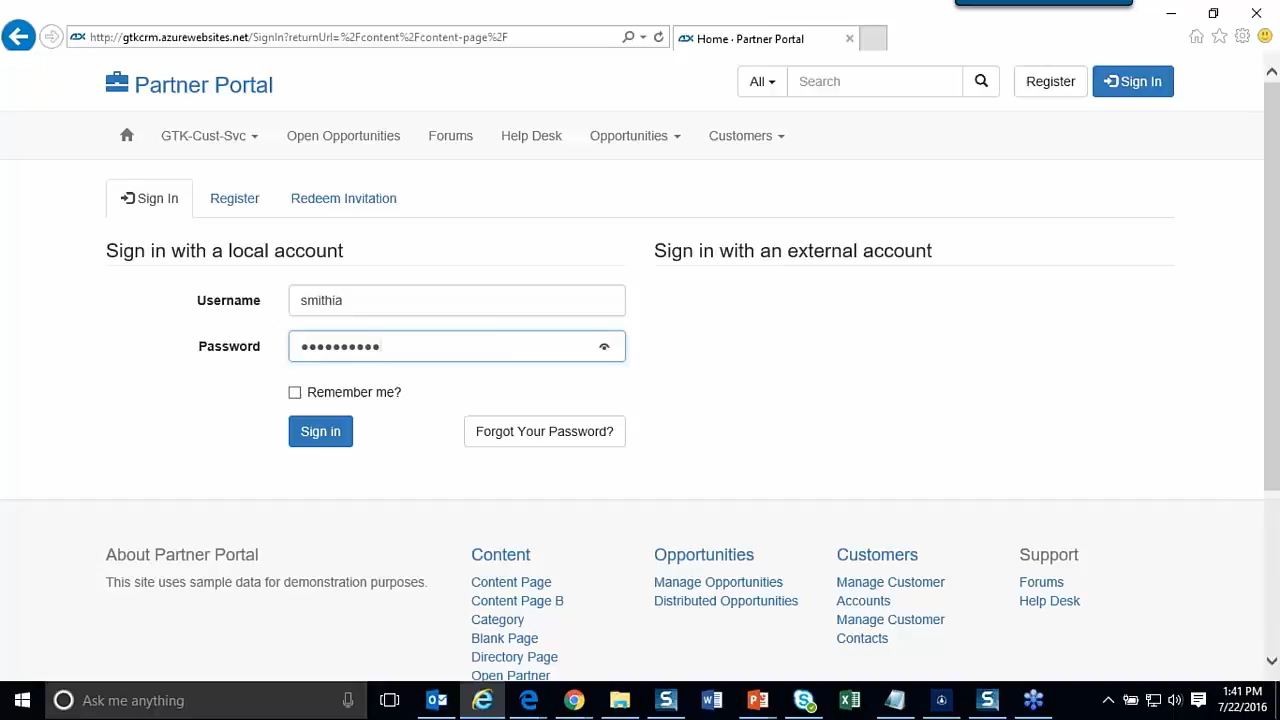 http://gtkcrm.azurewebsites.net/SignIn?returnUrl=%2Fcontent%2Fcontent-page%2F
Home · Partner Portal
Partner Portal
All
Search
Register
Sign In
GTK-Cust-Svc
Open Opportunities
Forums
Help Desk
Opportunities
Customers
Sign In
Register
Redeem Invitation
Sign in with a local account
Sign in with an external account
Username
smithia
Password
Remember me?
Sign in
Forgot Your Password?
About Partner Portal
This site uses sample data for demonstration purposes.
Content
Content Page
Content Page B
Category
Blank Page
Directory Page
Open Partner
Opportunities
Manage Opportunities
Distributed Opportunities
Customers
Manage Customer
Accounts
Manage Customer
Contacts
Support
Forums
Help Desk
Ask me anything
1:41 PM
7/22/2016